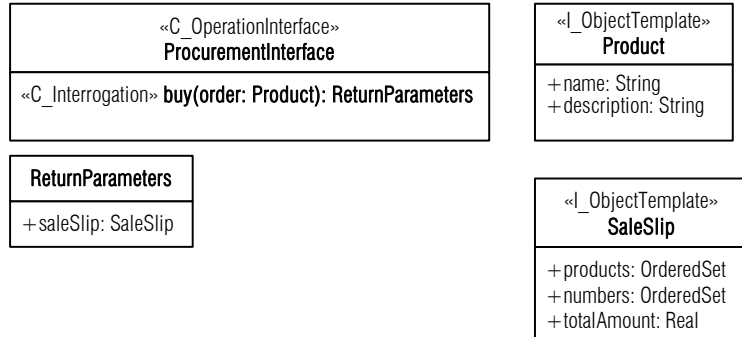 «C_OperationInterface»
ProcurementInterface
«C_Interrogation» buy(order: Product): ReturnParameters
«I_ObjectTemplate»
Product
+name: String
+description: String
ReturnParameters
+saleSlip: SaleSlip
«I_ObjectTemplate»
SaleSlip
+products: OrderedSet
+numbers: OrderedSet
+totalAmount: Real